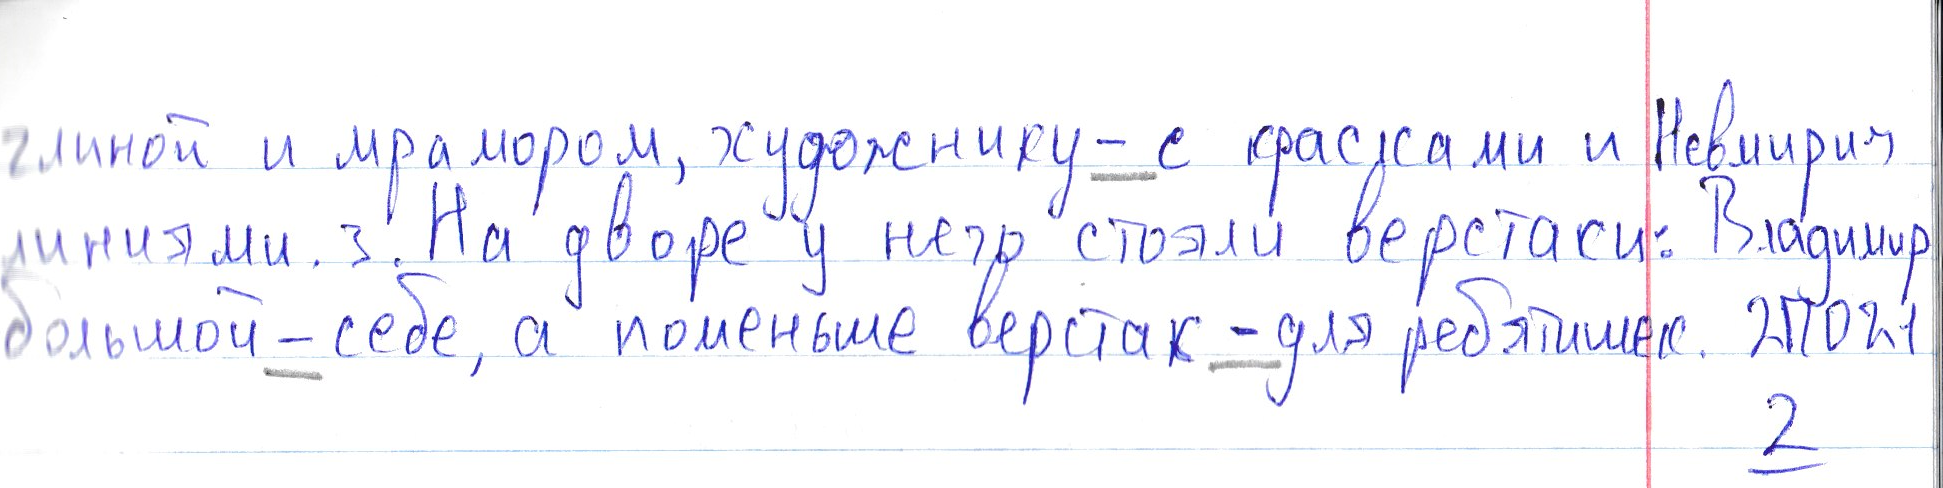 глиной и мрамором, художнику – с красками и Невмирич
линиями. 3. На дворе у него стояли верстаки: Владимир
большой – себе, а поменьше верстак – для ребятишек. 2П021
2